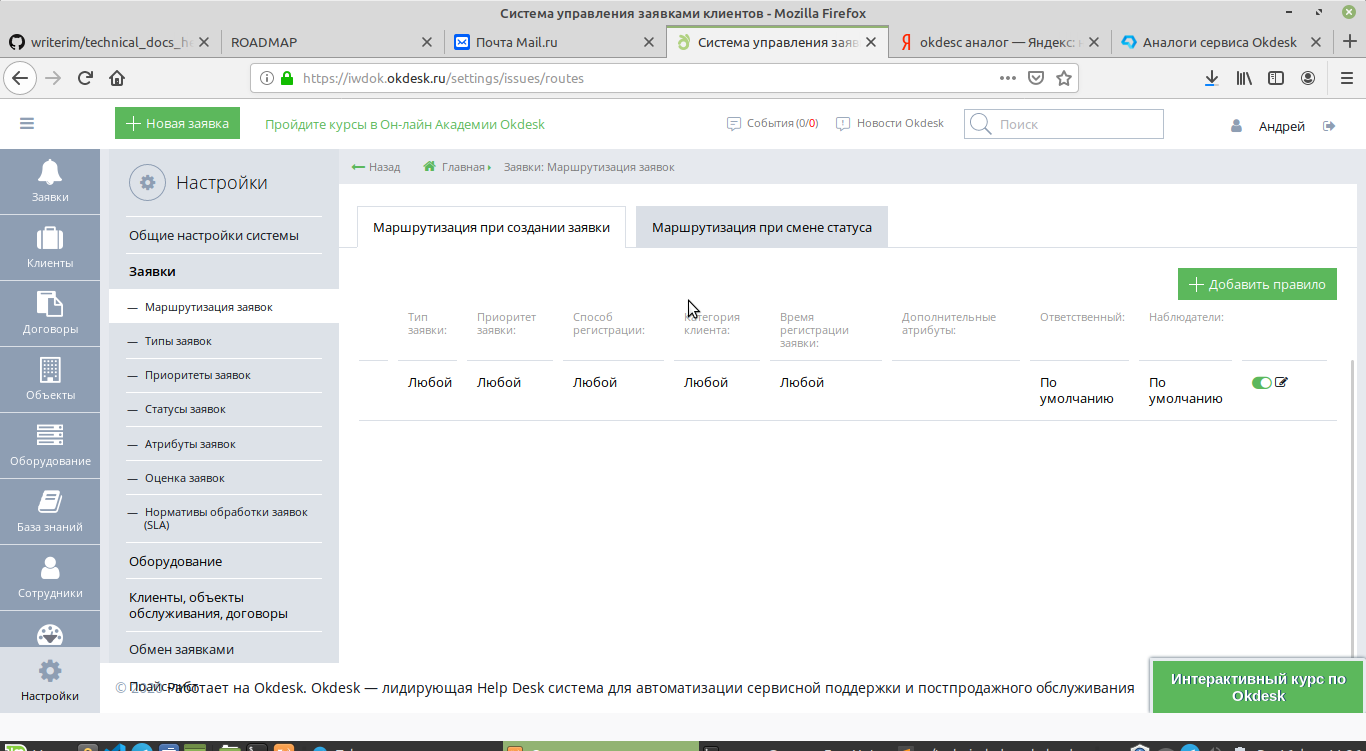 Система управления заявками клиентов - Mozilla Firefox
writerim/technical_docs_he
ROADMAP
Почта Mail.ru
Система управления заяв
okdesc аналог — Яндекс:
Аналоги сервиса Okdesk
https://iwdok.okdesk.ru/settings/issues/routes
Новая заявка
Пройдите курсы в Он-лайн Академии Okdesk
События (0/0)
Новости Okdesk
Поиск
Андрей
Заявки
Клиенты
Договоры
Объекты
Оборудование
База знаний
Сотрудники
Настройки
Настройки
Общие настройки системы
Заявки
— Маршрутизация заявок
— Типы заявок
— Приоритеты заявок
— Статусы заявок
— Атрибуты заявок
— Оценка заявок
— Нормативы обработки заявок
(SLA)
Оборудование
Клиенты, объекты
обслуживания, договоры
Обмен заявками
Назад Главная Заявки: Маршрутизация заявок
Маршрутизация при создании заявки Маршрутизация при смене статуса
Добавить правило
Тип
заявки:
Приоритет
заявки:
Способ
регистрации:
Категория
клиента:
Время
регистрации
заявки:
Дополнительные
атрибуты:
Ответственный:
Наблюдатели:
Любой Любой Любой Любой Любой
По
умолчанию
По
умолчанию
© Работает на Okdesk. Okdesk — лидирующая Help Desk система для автоматизации сервисной поддержки и постпродажного обслуживания
Интерактивный курс по
Okdesk